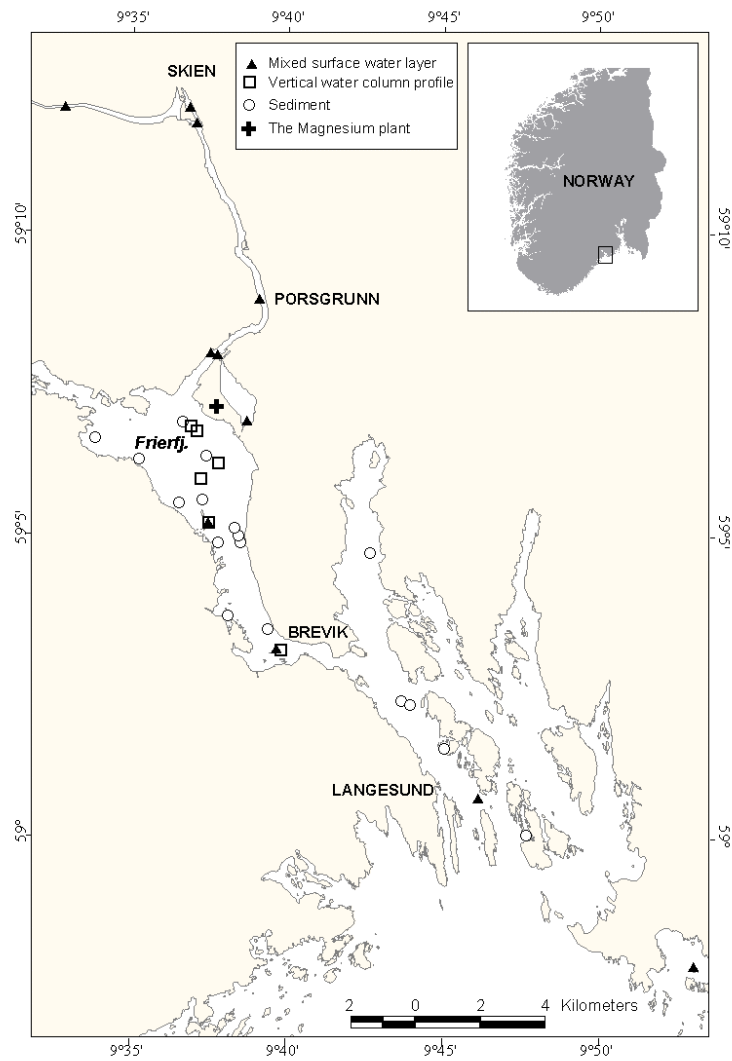 9°35' 9°40' 9°45' 9°50'
SKIEN
Mixed surface water layer
Vertical water column profile
Sediment
The Magnesium plant
NORWAY
59°10' 59°10'
PORSGRUNN
Frierfj.
59°5' 59°5'
BREVIK
LANGESUND
59° 59°
2 0 2 4 Kilometers
9°35' 9°40' 9°45' 9°50'